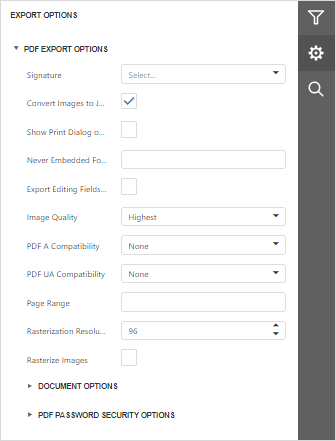 EXPORT OPTIONS
PDF EXPORT OPTIONS
Signature Select...
Convert Images to J...
Show Print Dialog o...
Never Embedded Fo...
Export Editing Fields...
Image Quality Highest
PDF A Compatibility None
PDF UA Compatibility None
Page Range
Rasterization Resolu... 96
Rasterize Images
DOCUMENT OPTIONS
PDF PASSWORD SECURITY OPTIONS